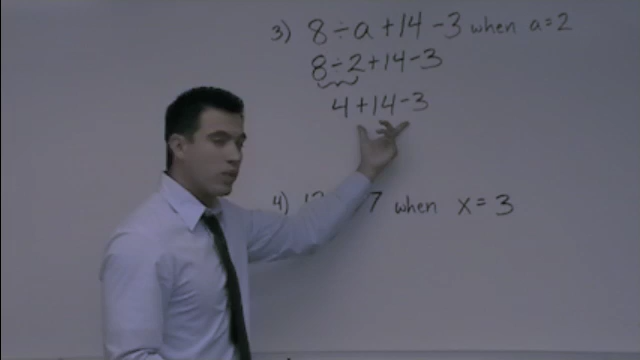 3) 8 ÷ a + 14 - 3 when a = 2
8 ÷ 2 + 14 - 3
4 + 14 - 3
4) 7 when x = 3